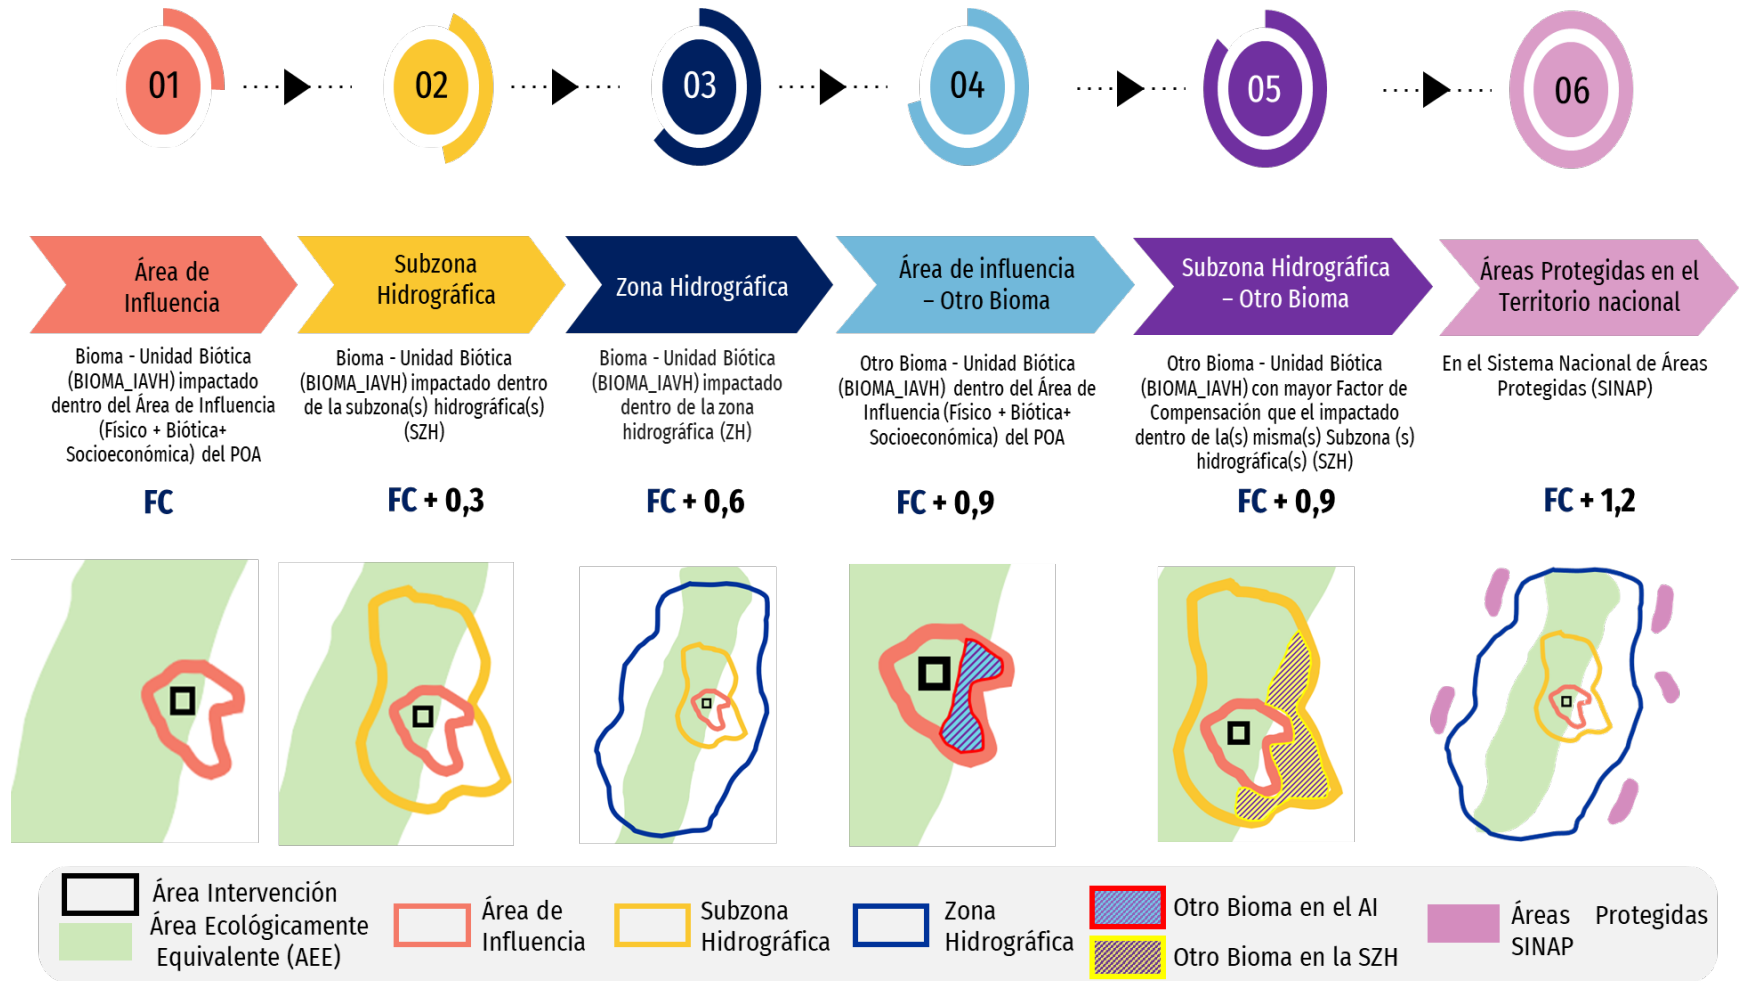 01
02
03
04
05
06
Área de
Influencia
Subzona
Hidrográfica
Zona Hidrográfica
Área de influencia
– Otro Bioma
Subzona Hidrográfica
– Otro Bioma
Áreas Protegidas en el
Territorio nacional
Bioma - Unidad Biótica
(BIOMA_IAVH) impactado
dentro del Área de Influencia
(Físico + Biótica+
Socioeconómica) del POA
Bioma - Unidad Biótica
(BIOMA_IAVH) impactado dentro
de la subzona(s) hidrográfica(s)
(SZH)
Bioma - Unidad Biótica
(BIOMA_IAVH) impactado
dentro de la zona
hidrográfica (ZH)
Otro Bioma - Unidad Biótica
(BIOMA_IAVH) dentro del Área de
Influencia (Físico + Biótica+
Socioeconómica) del POA
Otro Bioma - Unidad Biótica
(BIOMA_IAVH) con mayor Factor de
Compensación que el impactado
dentro de la(s) misma(s) Subzona (s)
hidrográfica(s) (SZH)
En el Sistema Nacional de Áreas
Protegidas (SINAP)
FC
FC + 0,3
FC + 0,6
FC + 0,9
FC + 0,9
FC + 1,2
Área Intervención
Área Ecológicamente
Equivalente (AEE)
Área de
Influencia
Subzona
Hidrográfica
Zona
Hidrográfica
Otro Bioma en el AI
Otro Bioma en la SZH
Áreas Protegidas
SINAP